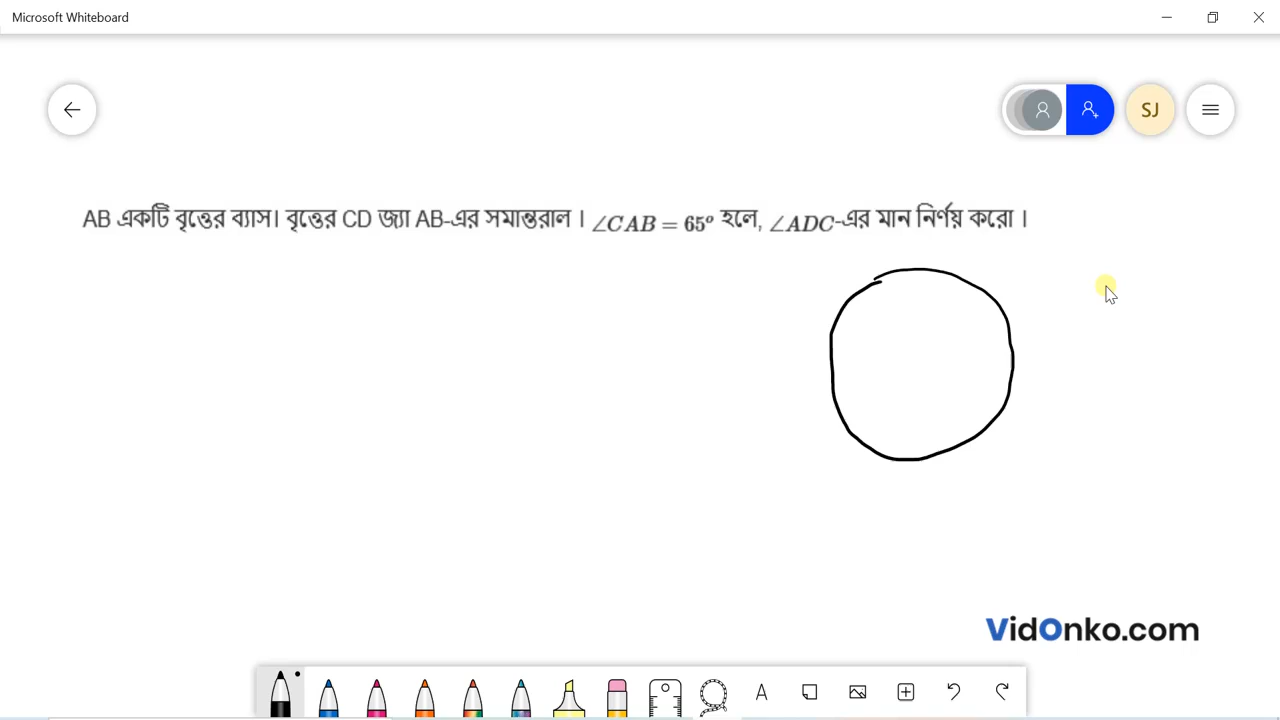 Microsoft Whiteboard
SJ
AB একটি বৃত্তের ব্যাস। বৃত্তের CD জ্যা AB-এর সমান্তরাল । ∠CAB = 65° হলে, ∠ADC-এর মান নির্ণয় করো ।
VidOnko.com
A